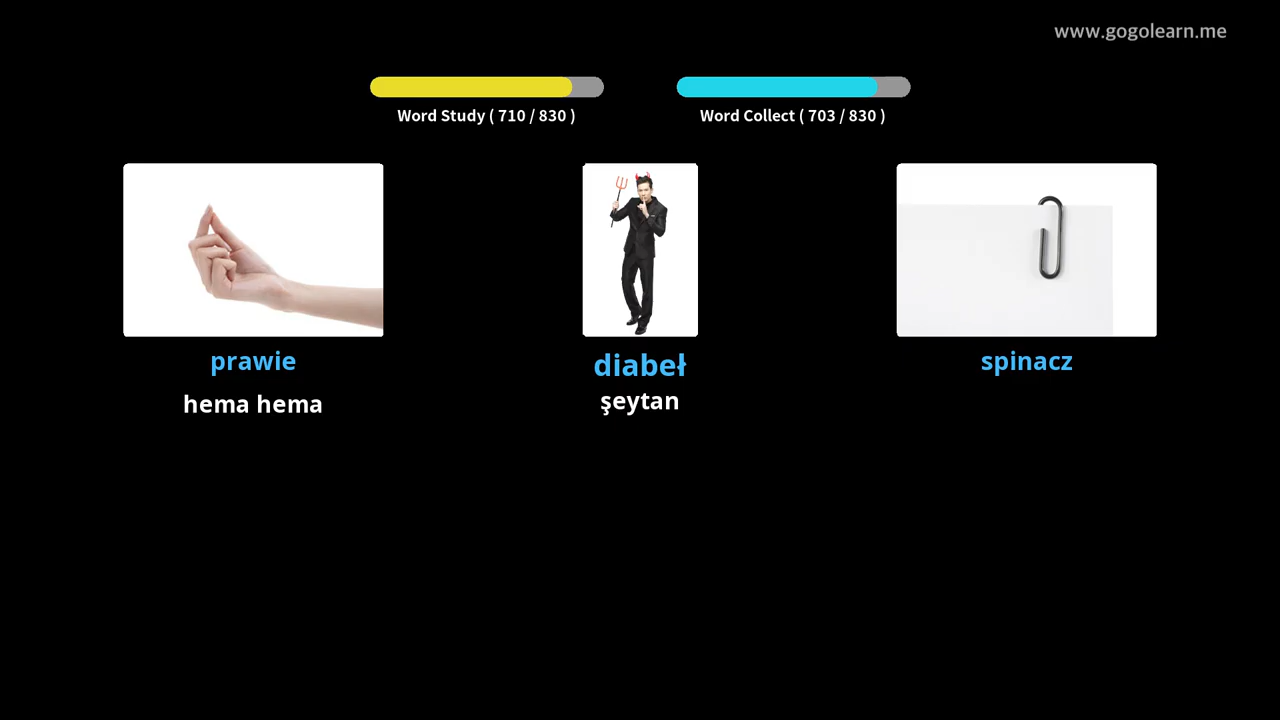 www.gogolearn.me
Word Study ( 710 / 830 )
Word Collect ( 703 / 830 )
prawie
diabeł
spinacz
hema hema
şeytan